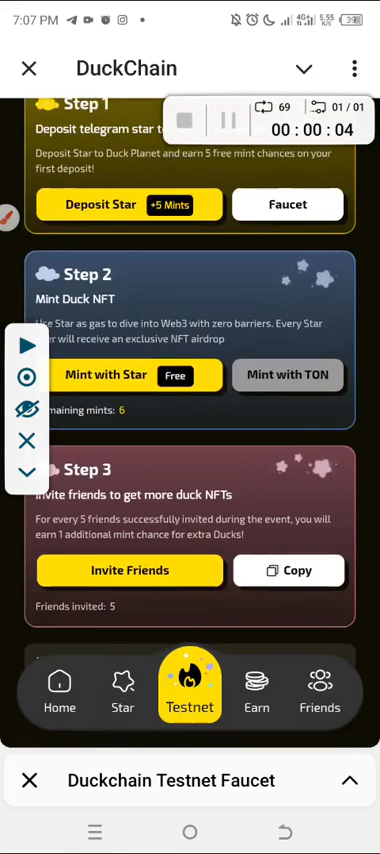 7:07 PM
4G 5.55 K/s 39
DuckChain
69 01 / 01
00 : 00 : 04
Step 1
Deposit telegram star to
Deposit Star to Duck Planet and earn 5 free mint chances on your
first deposit!
Deposit Star +5 Mints
Faucet
Step 2
Mint Duck NFT
Use Star as gas to dive into Web3 with zero barriers. Every Star
will receive an exclusive NFT airdrop
Mint with Star Free
Mint with TON
maining mints: 6
Step 3
Invite friends to get more duck NFTs
For every 5 friends successfully invited during the event, you will
earn 1 additional mint chance for extra Ducks!
Invite Friends
Copy
Friends invited: 5
Home
Star
Testnet
Earn
Friends
Duckchain Testnet Faucet